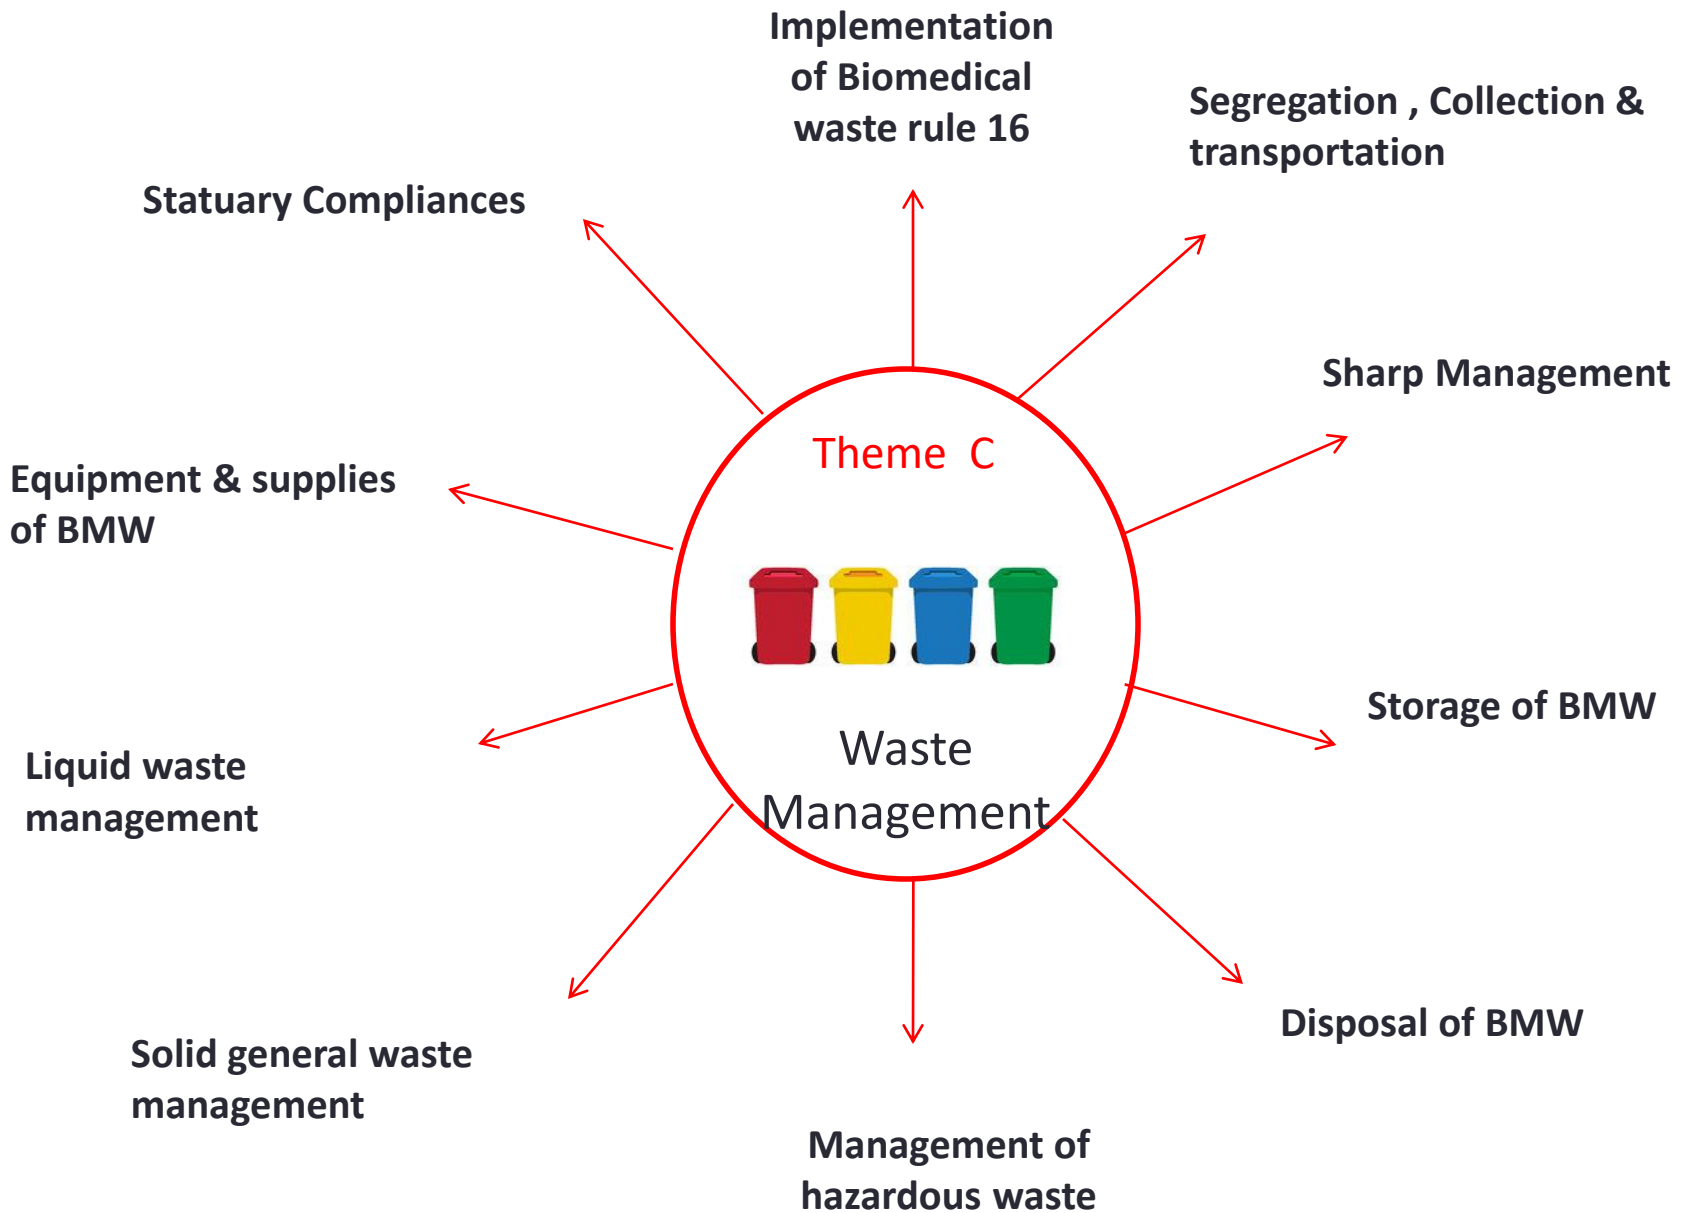 Implementation
of Biomedical
waste rule 16
Segregation , Collection &
transportation
Statuary Compliances
Sharp Management
Theme  C
Equipment & supplies
of BMW
Storage of BMW
Waste
Management
Liquid waste
management
Disposal of BMW
Solid general waste
management
Management of
hazardous waste